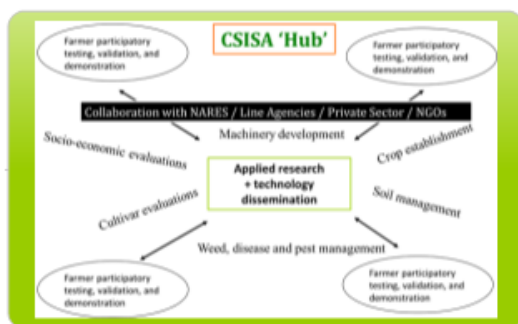 CSISA 'Hub'
Farmer participatory
testing, validation, and
demonstration
Farmer participatory
testing, validation, and
demonstration
Collaboration with NARES / Line Agencies / Private Sector / NGOs
Machinery development
Socio-economic evaluations
Crop establishment
Applied research
+ technology
dissemination
Cultivar evaluations
Soil management
Weed, disease and pest management
Farmer participatory
testing, validation, and
demonstration
Farmer participatory
testing, validation, and
demonstration